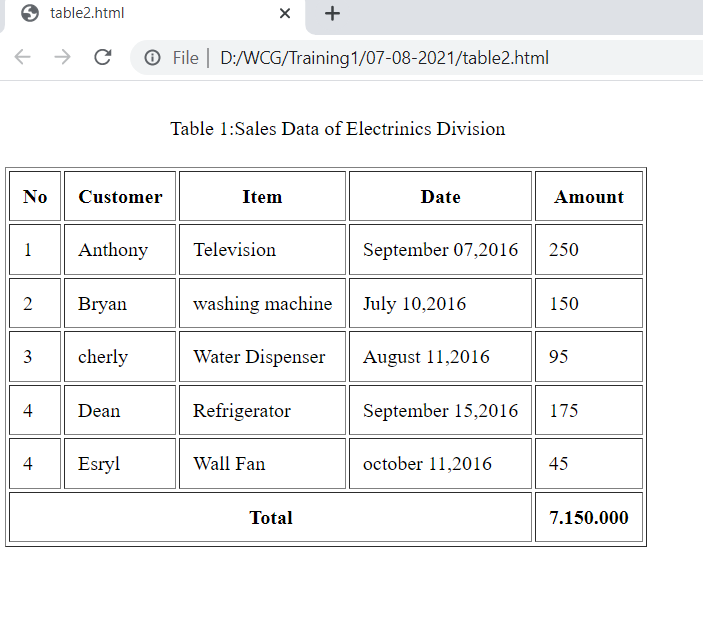 table2.html
File | D:/WCG/Training1/07-08-2021/table2.html
Table 1:Sales Data of Electrinics Division
No Customer Item Date Amount
1 Anthony Television September 07,2016 250
2 Bryan washing machine July 10,2016 150
3 cherly Water Dispenser August 11,2016 95
4 Dean Refrigerator September 15,2016 175
4 Esryl Wall Fan october 11,2016 45
Total 7.150.000